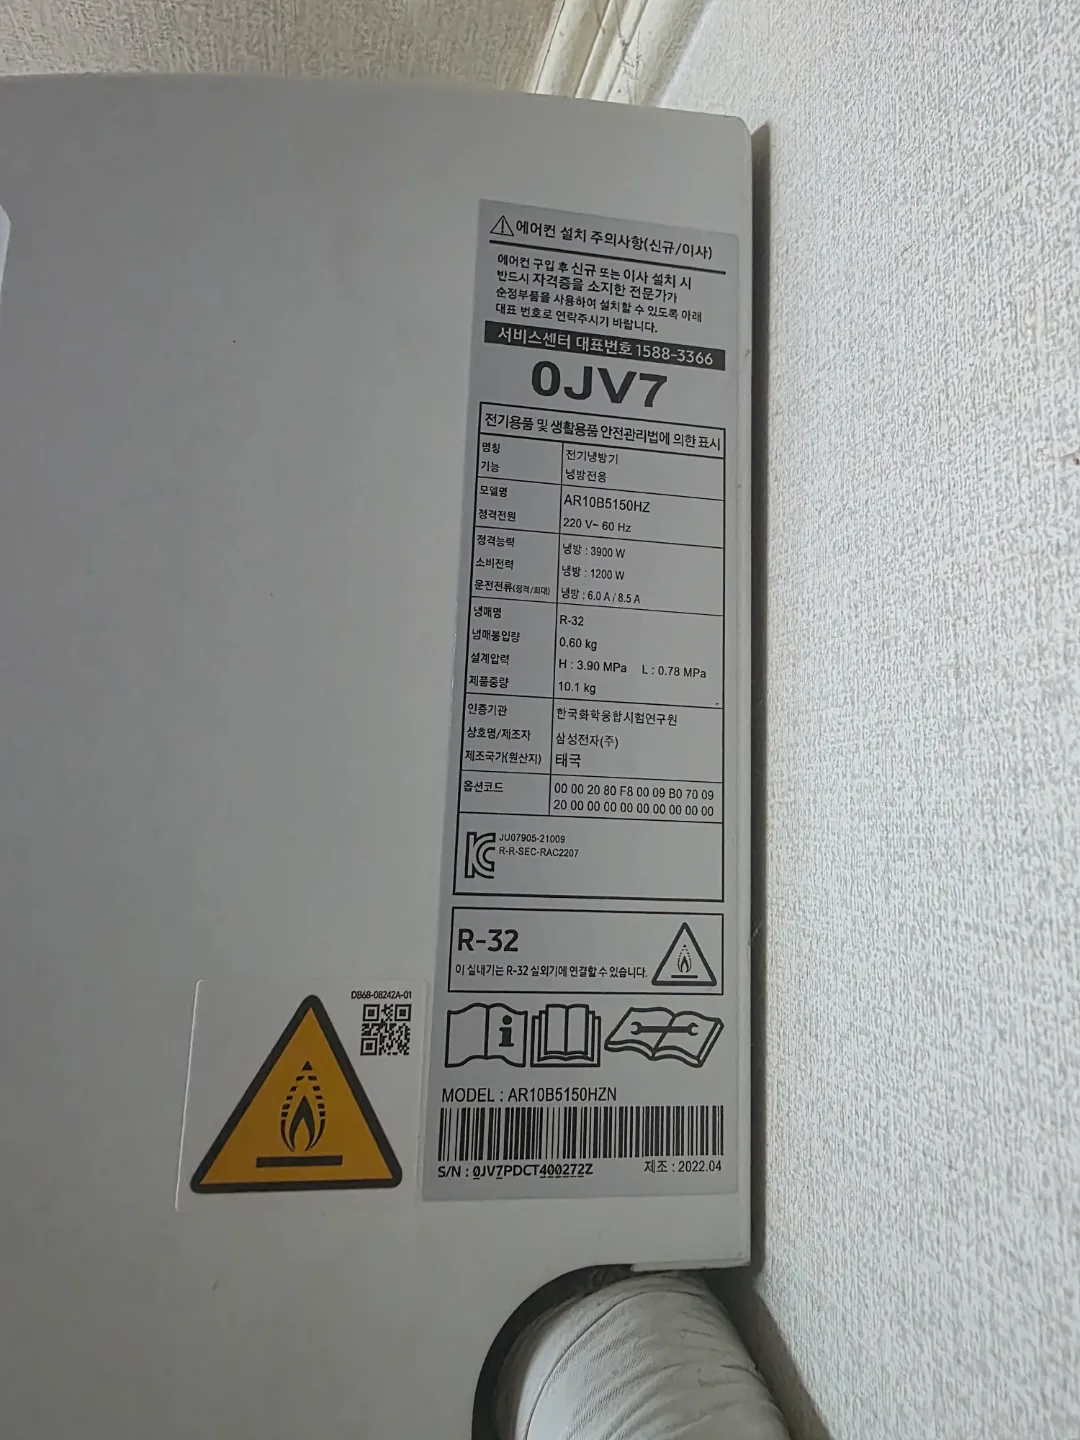 에어컨 설치 주의사항(신규/이사)
에어컨 구입 후 신규 또는 이사 설치 시
반드시 자격증을 소지한 전문가가
순정부품을 사용하여 설치할 수 있도록 아래
대표 번호로 연락주시기 바랍니다.
서비스센터 대표번호 1588-3366
0JV7
전기용품 및 생활용품 안전관리법에 의한 표시
명칭 전기냉방기
기능 냉방전용
모델명 AR10B5150HZ
정격전원 220 V~ 60 Hz
정격능력 냉방 : 3900 W
소비전력 냉방 : 1200 W
운전전류(정격/최대) 냉방 : 6.0 A / 8.5 A
냉매명 R-32
냉매봉입량 0.60 kg
설계압력 H : 3.90 MPa L : 0.78 MPa
제품중량 10.1 kg
인증기관 한국화학융합시험연구원
상호명/제조자 삼성전자(주)
제조국가(원산지) 태국
옵션코드 00 00 20 80 F8 00 09 B0 70 09
20 00 00 00 00 00 00 00 00 00
JU07905-21009
R-R-SEC-RAC2207
R-32
이 실내기는 R-32 실외기에 연결할 수 있습니다.
DB68-08242A-01
MODEL : AR10B5150HZN
S/N : 0JV7PDCT400272Z 제조 : 2022.04